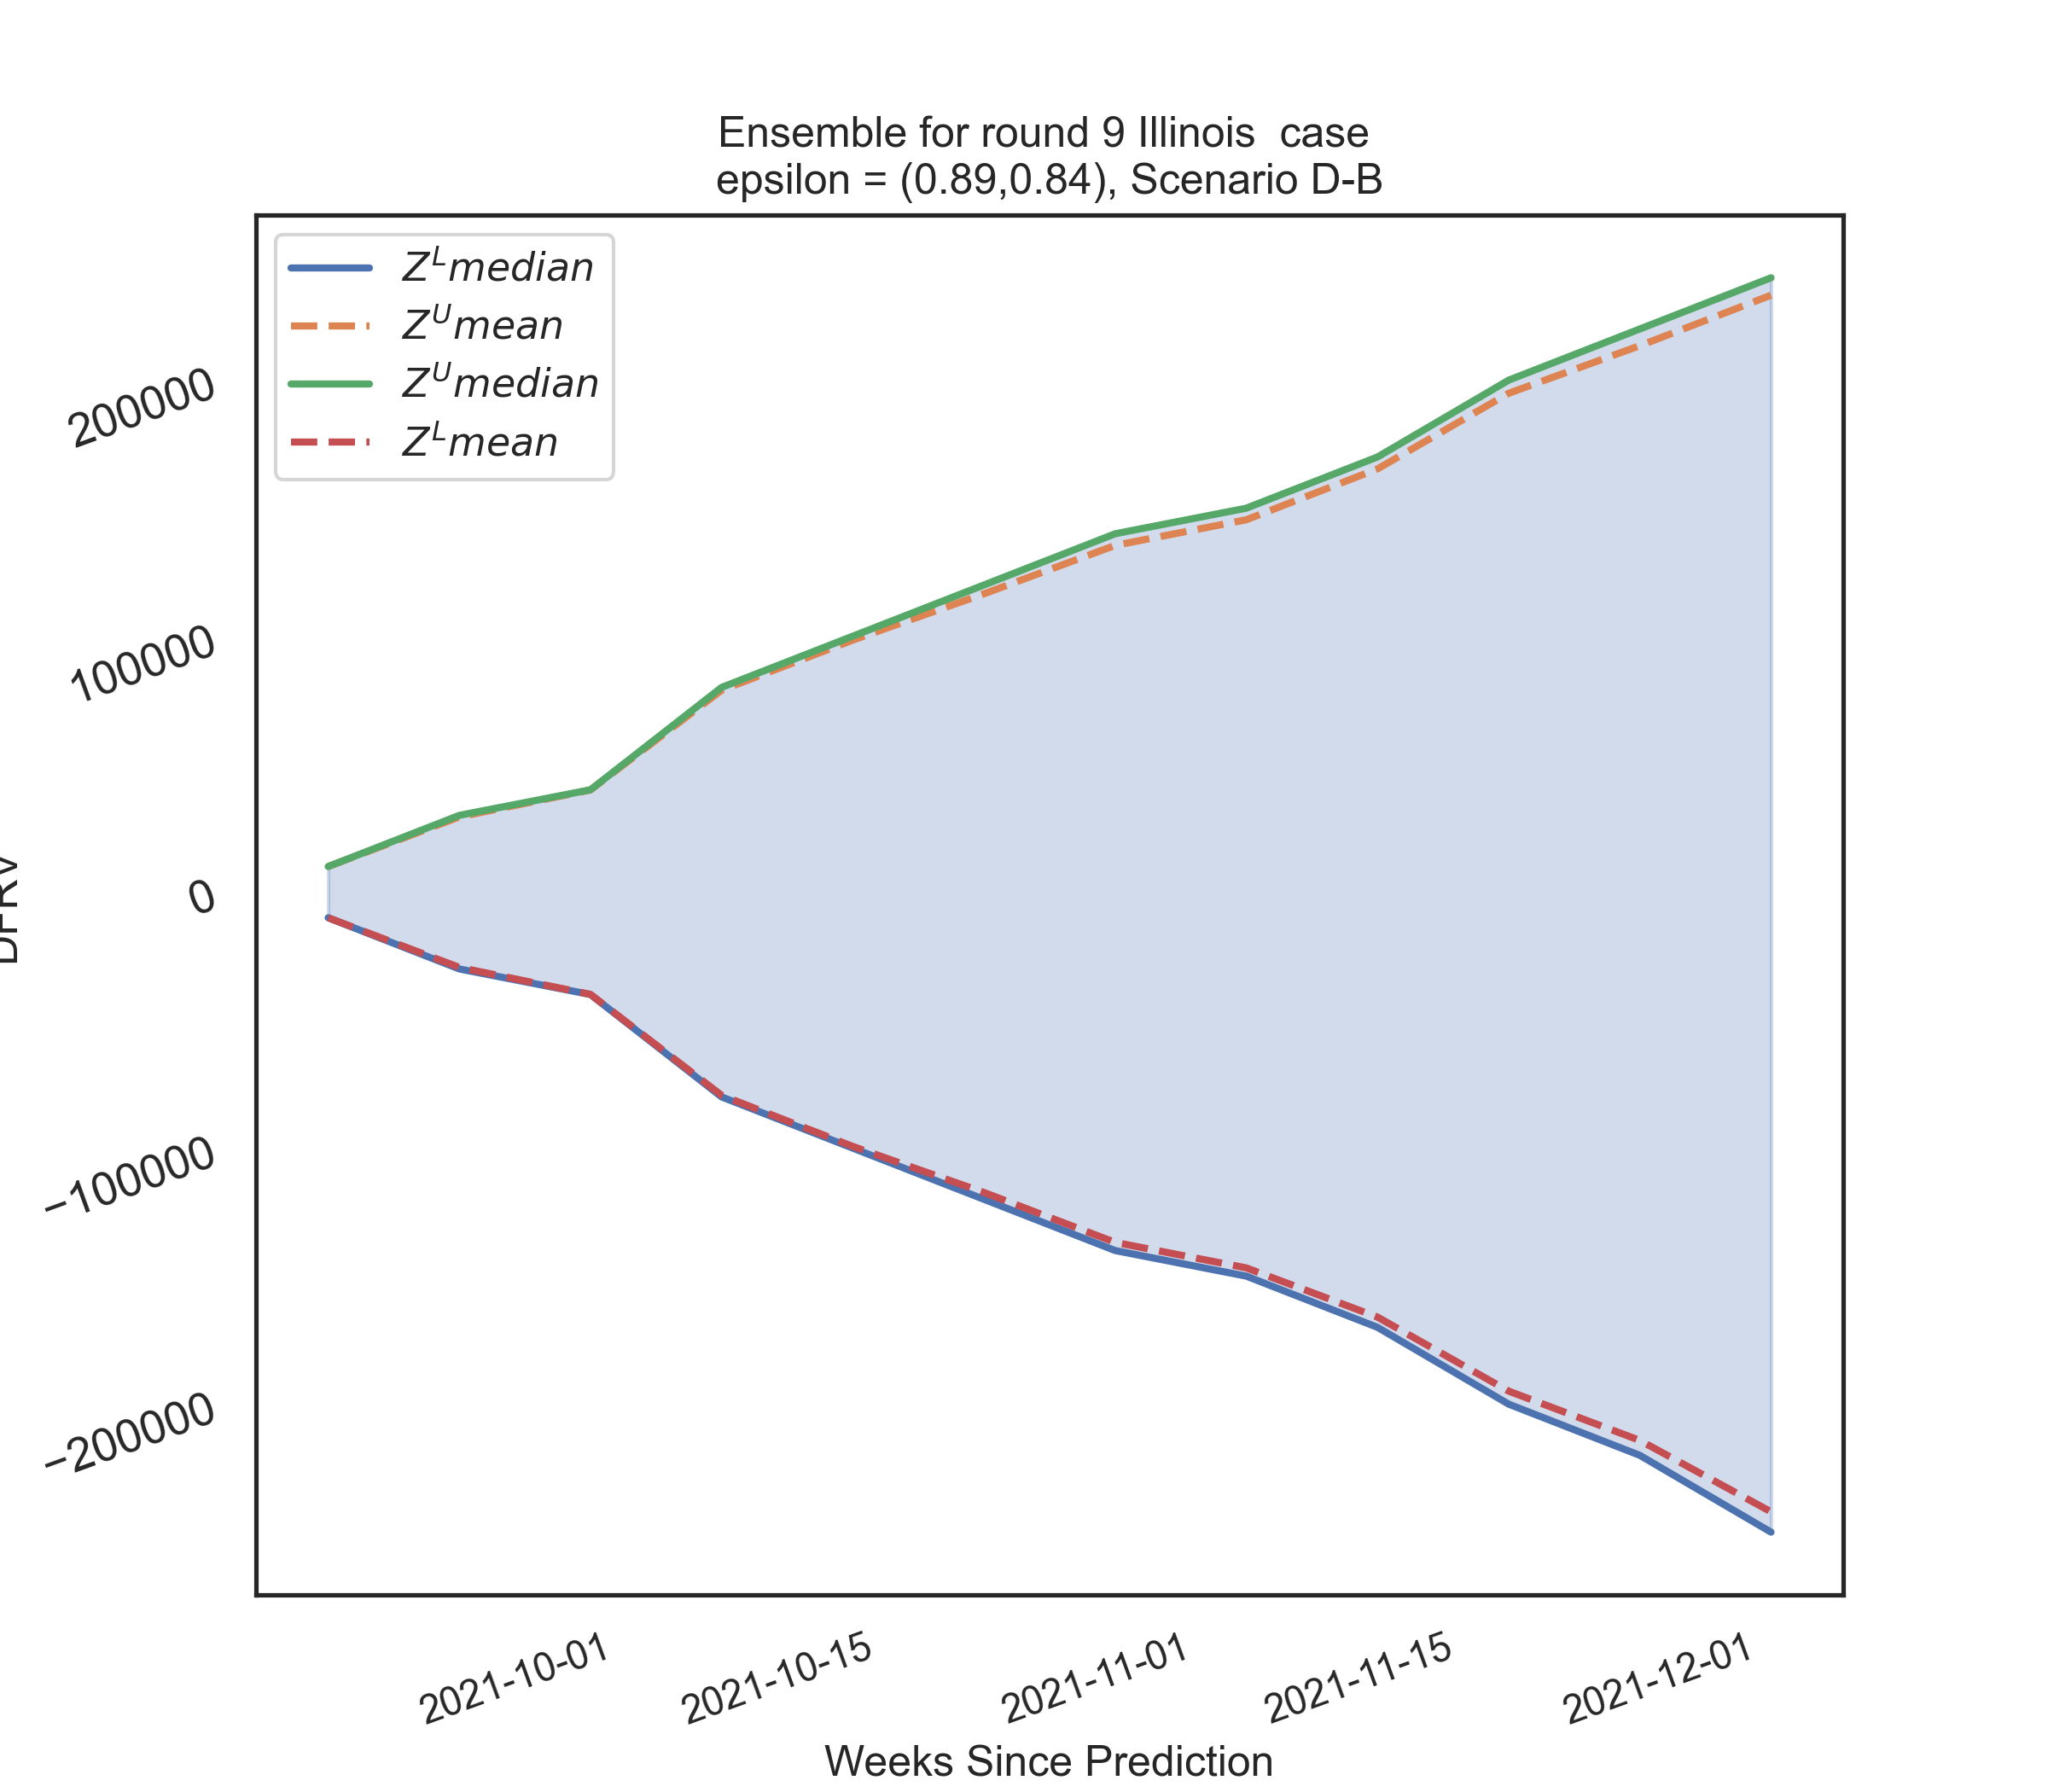 Ensemble for round 9 Illinois  case
epsilon = (0.89,0.84), Scenario D-B
Z^L median
Z^U mean
Z^U median
Z^L mean
200000
100000
0
−100000
−200000
2021-10-01
2021-10-15
2021-11-01
2021-11-15
2021-12-01
Weeks Since Prediction